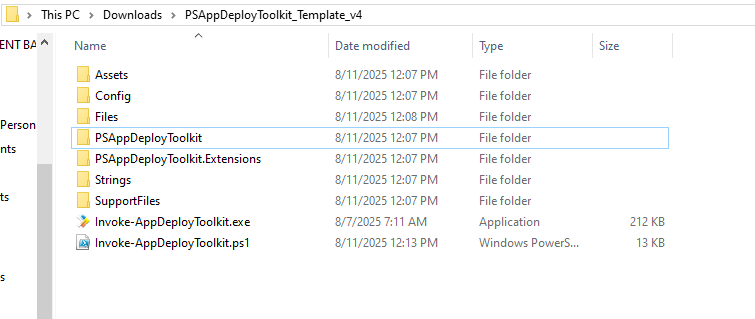 This PC > Downloads > PSAppDeployToolkit_Template_v4
Name Date modified Type Size
ENT BA
Person
nts
ts
s
Assets 8/11/2025 12:07 PM File folder
Config 8/11/2025 12:07 PM File folder
Files 8/11/2025 12:08 PM File folder
PSAppDeployToolkit 8/11/2025 12:07 PM File folder
PSAppDeployToolkit.Extensions 8/11/2025 12:07 PM File folder
Strings 8/11/2025 12:07 PM File folder
SupportFiles 8/11/2025 12:07 PM File folder
Invoke-AppDeployToolkit.exe 8/7/2025 7:11 AM Application 212 KB
Invoke-AppDeployToolkit.ps1 8/11/2025 12:13 PM Windows PowerS... 13 KB